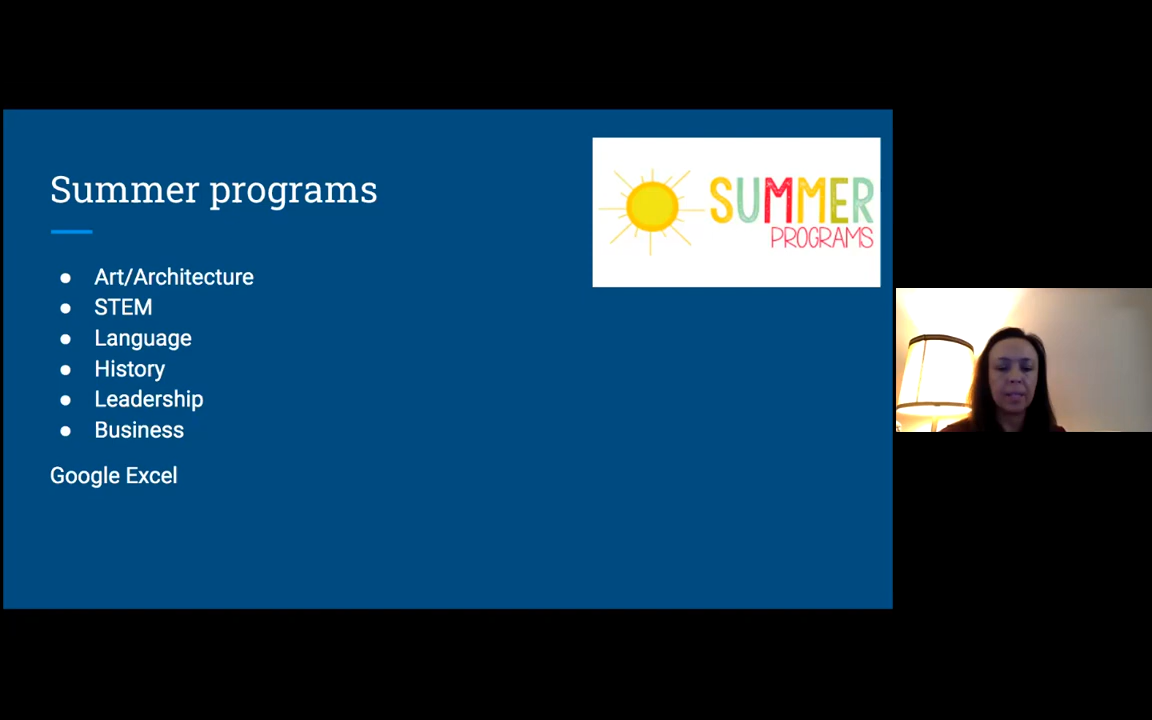 Summer programs
SUMMER
PROGRAMS
Art/Architecture
STEM
Language
History
Leadership
Business
Google Excel